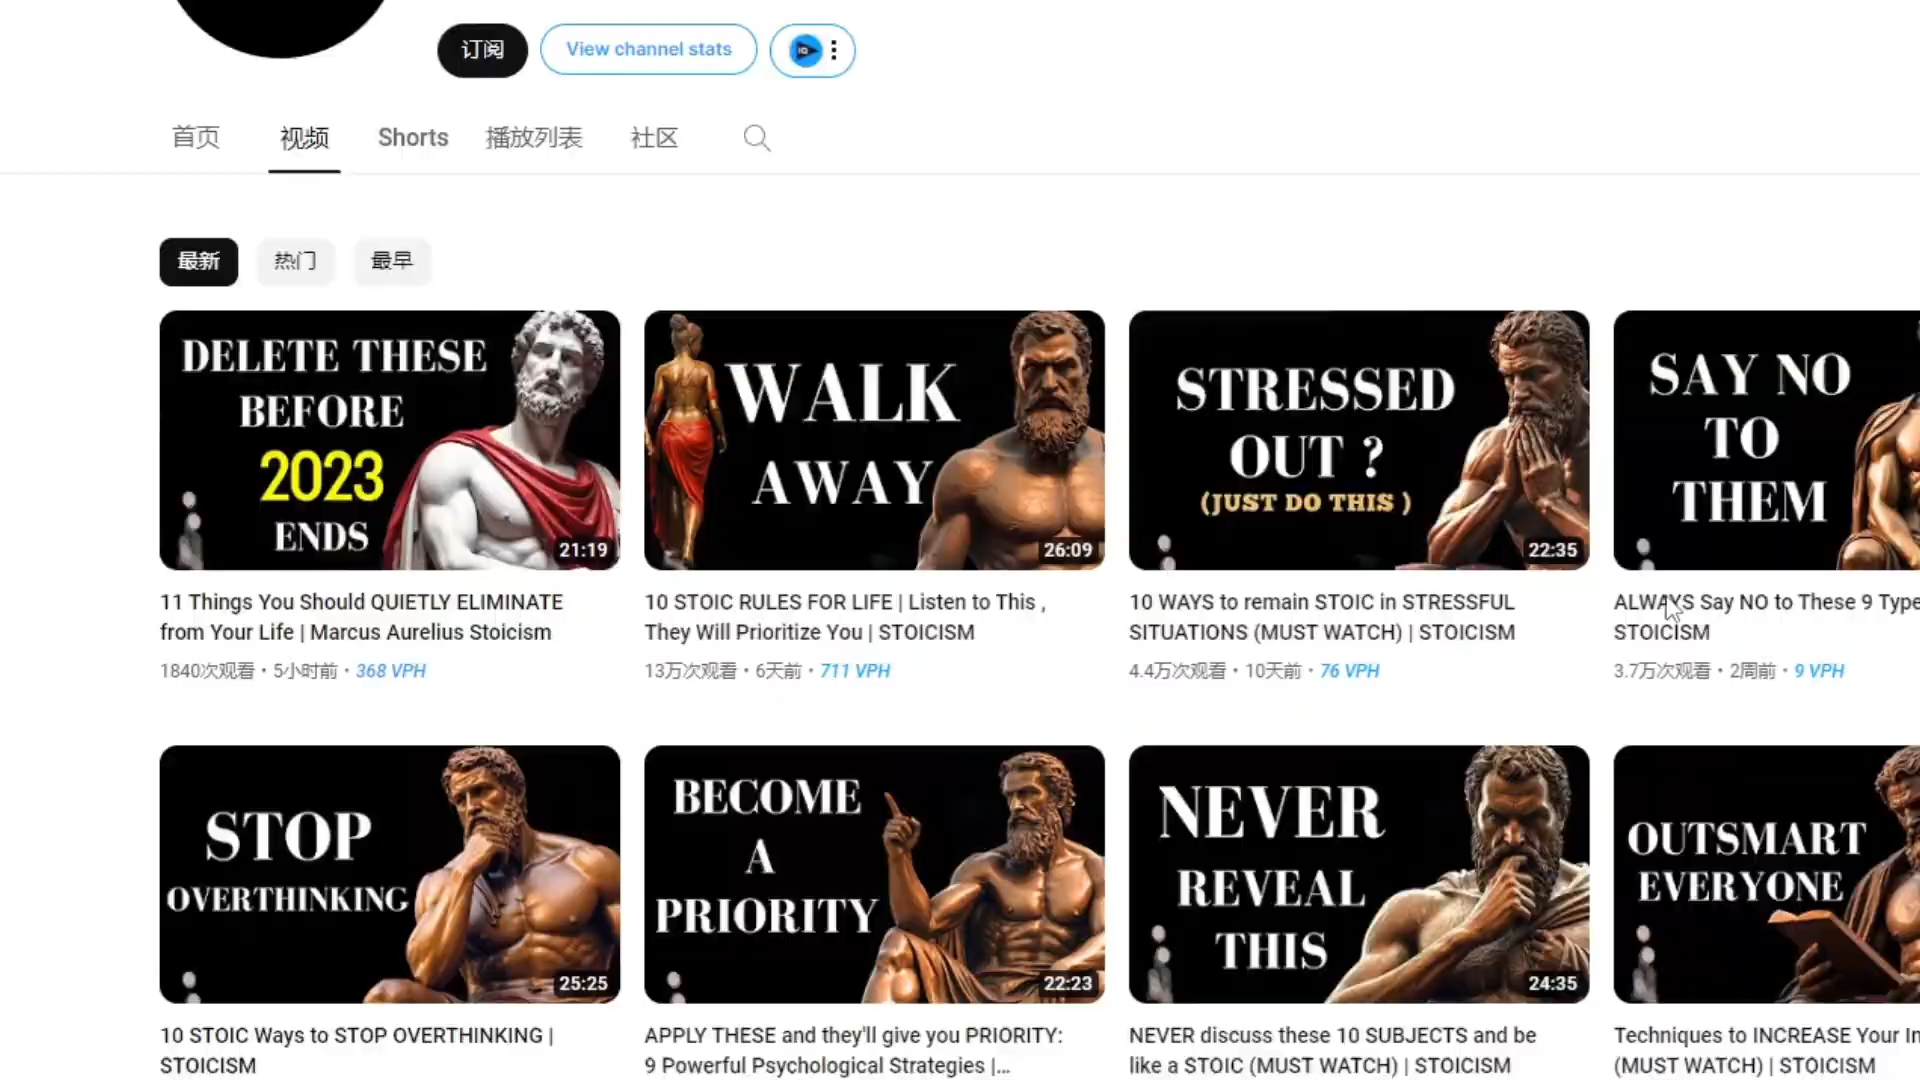 订阅
View channel stats
iQ
首页
视频
Shorts
播放列表
社区
最新
热门
最早
DELETE THESE
BEFORE
2023
ENDS
21:19
WALK
AWAY
26:09
STRESSED
OUT ?
(JUST DO THIS )
22:35
SAY NO
TO
THEM
11 Things You Should QUIETLY ELIMINATE
from Your Life | Marcus Aurelius Stoicism
1840次观看・5小时前・368 VPH
10 STOIC RULES FOR LIFE | Listen to This ,
They Will Prioritize You | STOICISM
13万次观看・6天前・711 VPH
10 WAYS to remain STOIC in STRESSFUL
SITUATIONS (MUST WATCH) | STOICISM
4.4万次观看・10天前・76 VPH
ALWAYS Say NO to These 9 Type
STOICISM
3.7万次观看・2周前・9 VPH
STOP
OVERTHINKING
25:25
BECOME
A
PRIORITY
22:23
NEVER
REVEAL
THIS
24:35
OUTSMART
EVERYONE
10 STOIC Ways to STOP OVERTHINKING |
STOICISM
APPLY THESE and they'll give you PRIORITY:
9 Powerful Psychological Strategies |...
NEVER discuss these 10 SUBJECTS and be
like a STOIC (MUST WATCH) | STOICISM
Techniques to INCREASE Your In
(MUST WATCH) | STOICISM